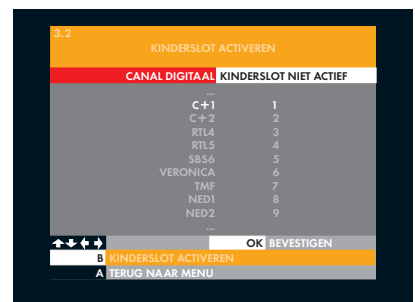 3.2
KINDERSLOT ACTIVEREN
CANAL DIGITAAL KINDERSLOT NIET ACTIEF
...
C+1 1
C+2 2
RTL4 3
RTL5 4
SBS6 5
VERONICA 6
TMF 7
NED1 8
NED2 9
...
OK BEVESTIGEN
B KINDERSLOT ACTIVEREN
A TERUG NAAR MENU